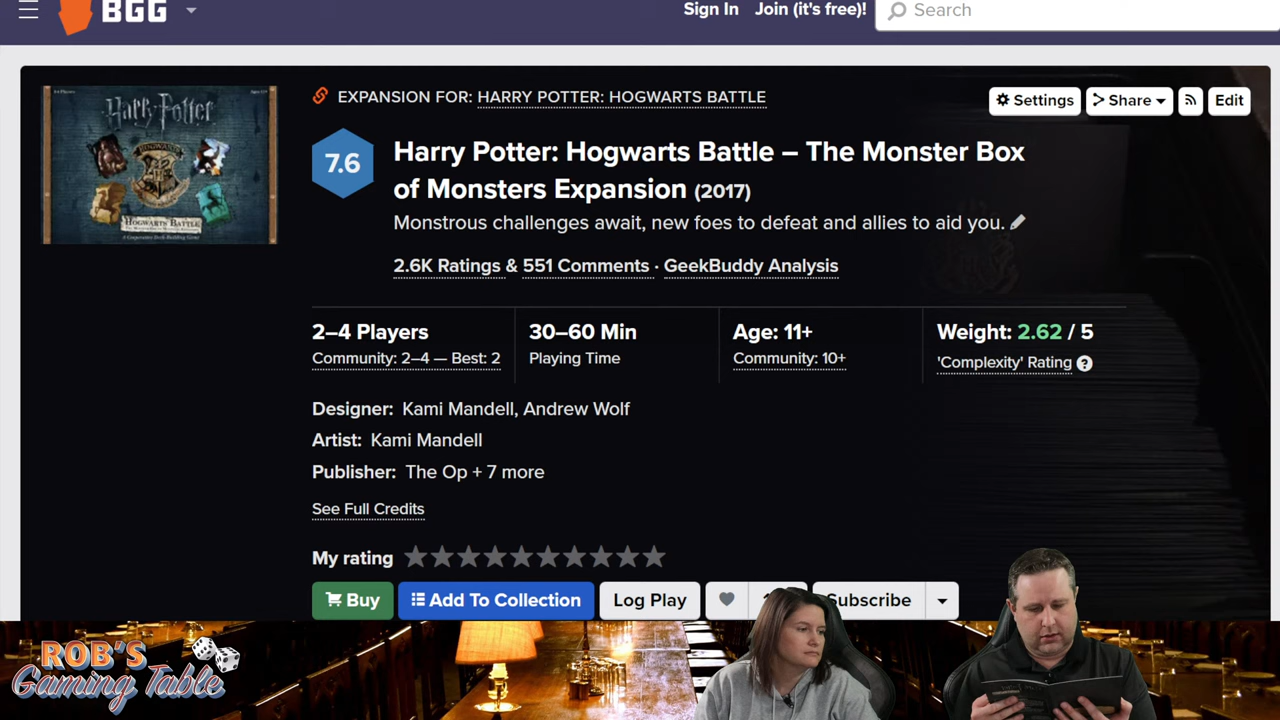 BGG
Sign In Join (it's free)! Search
EXPANSION FOR: HARRY POTTER: HOGWARTS BATTLE
Settings Share Edit
Harry Potter
HOGWARTS BATTLE
7.6
Harry Potter: Hogwarts Battle – The Monster Box
of Monsters Expansion (2017)
Monstrous challenges await, new foes to defeat and allies to aid you.
2.6K Ratings & 551 Comments · GeekBuddy Analysis
2–4 Players 30–60 Min Age: 11+ Weight: 2.62 / 5
Community: 2–4 — Best: 2 Playing Time Community: 10+ 'Complexity' Rating ?
Designer: Kami Mandell, Andrew Wolf
Artist: Kami Mandell
Publisher: The Op + 7 more
See Full Credits
My rating
Buy Add To Collection Log Play Subscribe
ROB'S
Gaming Table